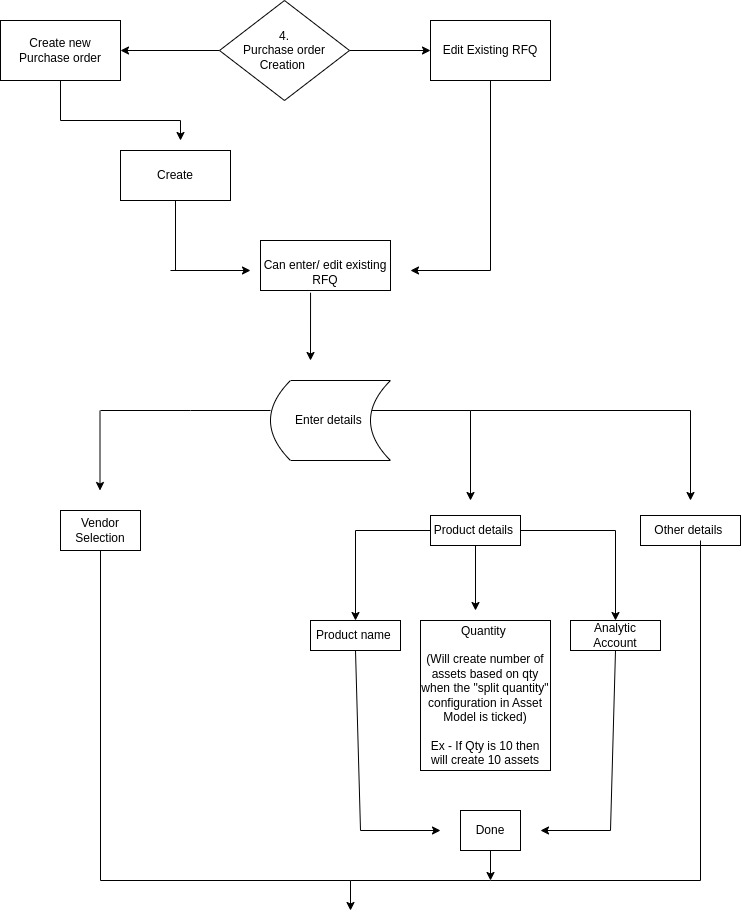 Create new
Purchase order
4.
Purchase order
Creation
Edit Existing RFQ
Create
Can enter/ edit existing
RFQ
Enter details
Vendor
Selection
Product details
Other details
Product name
Quantity
(Will create number of
assets based on qty
when the "split quantity"
configuration in Asset
Model is ticked)
Ex - If Qty is 10 then
will create 10 assets
Analytic
Account
Done